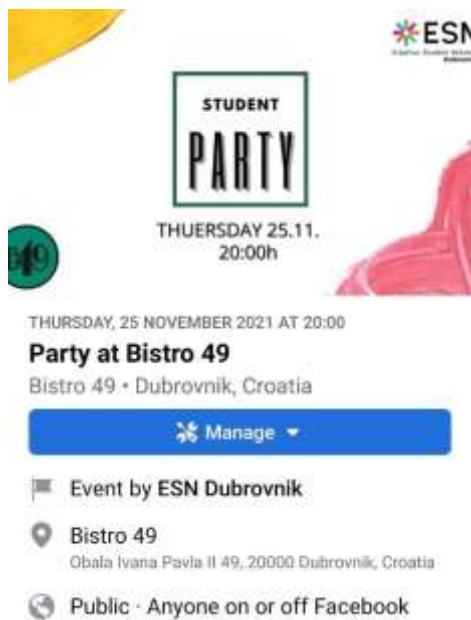 ESN
STUDENT
PARTY
THUERSDAY 25.11.
20:00h
49
THURSDAY, 25 NOVEMBER 2021 AT 20:00
Party at Bistro 49
Bistro 49 • Dubrovnik, Croatia
Manage
Event by ESN Dubrovnik
Bistro 49
Obala Ivana Pavla II 49, 20000 Dubrovnik, Croatia
Public · Anyone on or off Facebook